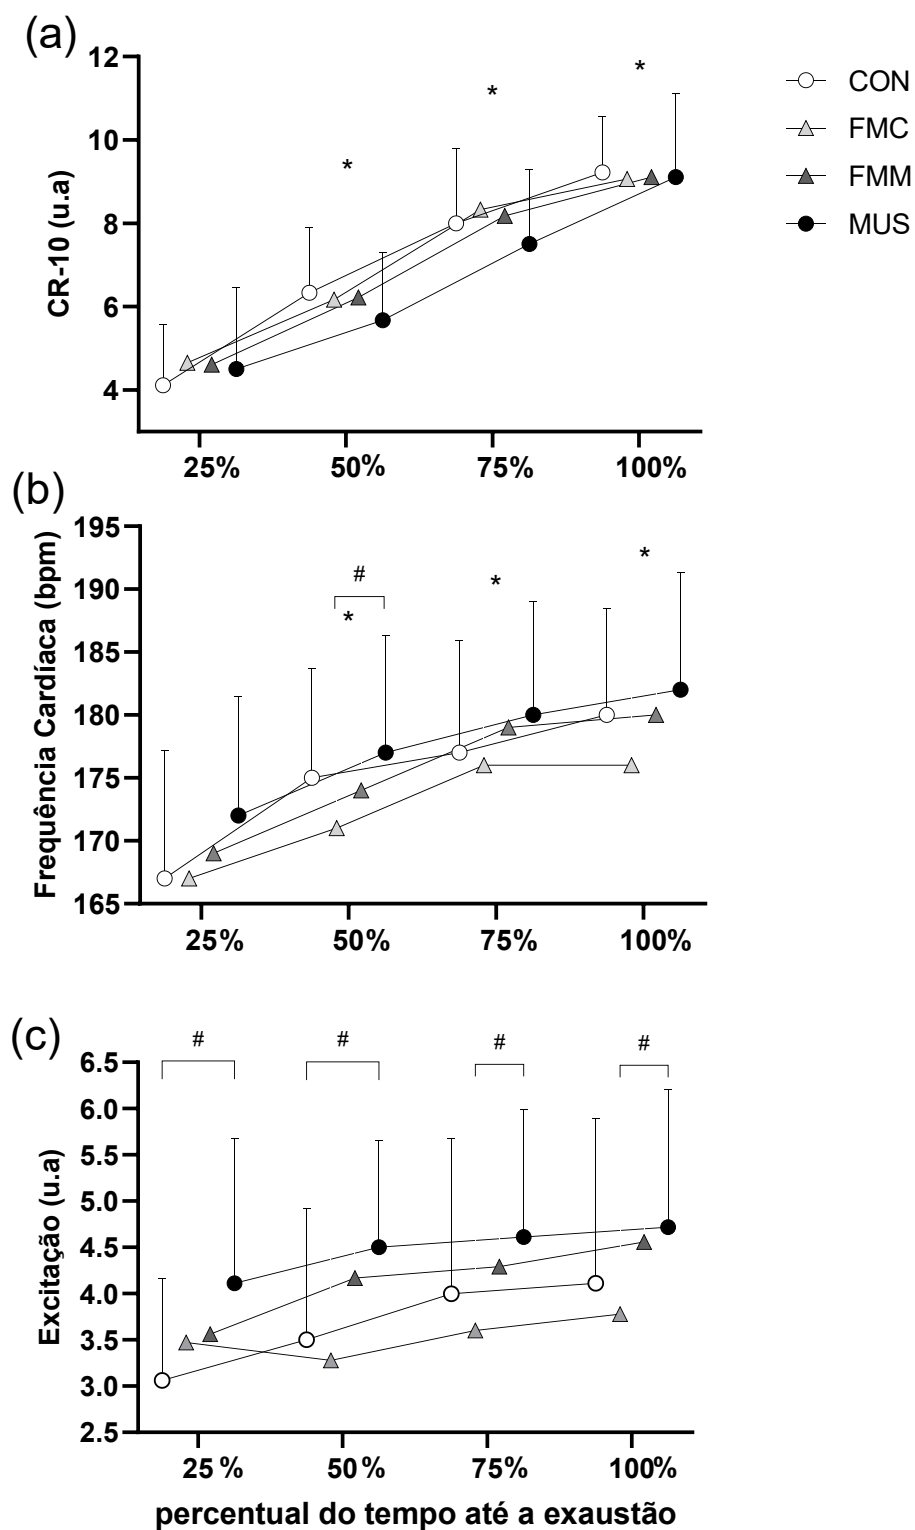 (a)
CR-10 (u.a)
12
10
8
6
4
* * *
25% 50% 75% 100%
CON
FMC
FMM
MUS
(b)
Frequência Cardíaca (bpm)
195
190
185
180
175
170
165
#
* * *
25% 50% 75% 100%
(c)
Excitação (u.a)
6.5
6.0
5.5
5.0
4.5
4.0
3.5
3.0
2.5
# # # #
25% 50% 75% 100%
percentual do tempo até a exaustão